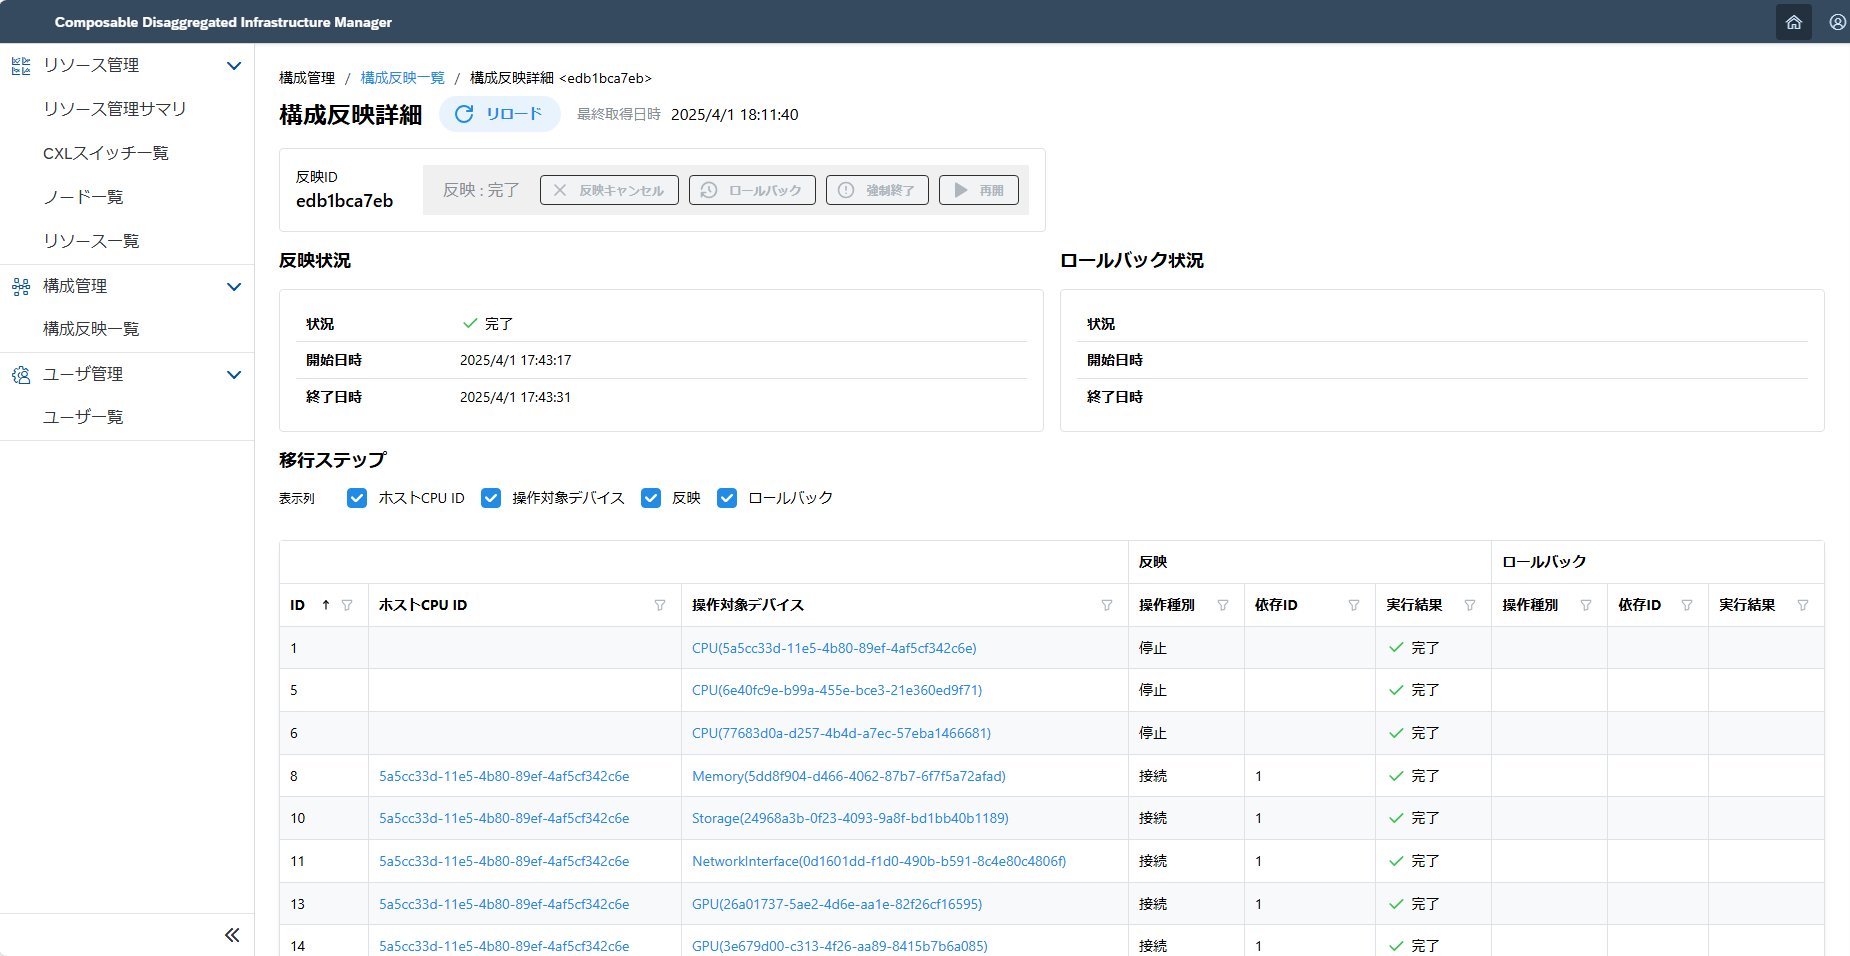 Composable Disaggregated Infrastructure Manager
リソース管理
リソース管理サマリ
CXLスイッチ一覧
ノード一覧
リソース一覧
構成管理
構成反映一覧
ユーザ管理
ユーザ一覧
構成管理 / 構成反映一覧 / 構成反映詳細 <edb1bca7eb>
構成反映詳細 リロード 最終取得日時 2025/4/1 18:11:40
反映ID
edb1bca7eb
反映 : 完了 反映キャンセル ロールバック 強制終了 再開
反映状況
状況 完了
開始日時 2025/4/1 17:43:17
終了日時 2025/4/1 17:43:31
ロールバック状況
状況
開始日時
終了日時
移行ステップ
表示列 ホストCPU ID 操作対象デバイス 反映 ロールバック
反映 ロールバック
ID ホストCPU ID 操作対象デバイス 操作種別 依存ID 実行結果 操作種別 依存ID 実行結果
1 CPU(5a5cc33d-11e5-4b80-89ef-4af5cf342c6e) 停止 完了
5 CPU(6e40fc9e-b99a-455e-bce3-21e360ed9f71) 停止 完了
6 CPU(77683d0a-d257-4b4d-a7ec-57eba1466681) 停止 完了
8 5a5cc33d-11e5-4b80-89ef-4af5cf342c6e Memory(5dd8f904-d466-4062-87b7-6f7f5a72afad) 接続 1 完了
10 5a5cc33d-11e5-4b80-89ef-4af5cf342c6e Storage(24968a3b-0f23-4093-9a8f-bd1bb40b1189) 接続 1 完了
11 5a5cc33d-11e5-4b80-89ef-4af5cf342c6e NetworkInterface(0d1601dd-f1d0-490b-b591-8c4e80c4806f) 接続 1 完了
13 5a5cc33d-11e5-4b80-89ef-4af5cf342c6e GPU(26a01737-5ae2-4d6e-aa1e-82f26cf16595) 接続 1 完了
14 5a5cc33d-11e5-4b80-89ef-4af5cf342c6e GPU(3e679d00-c313-4f26-aa89-8415b7b6a085) 接続 1 完了